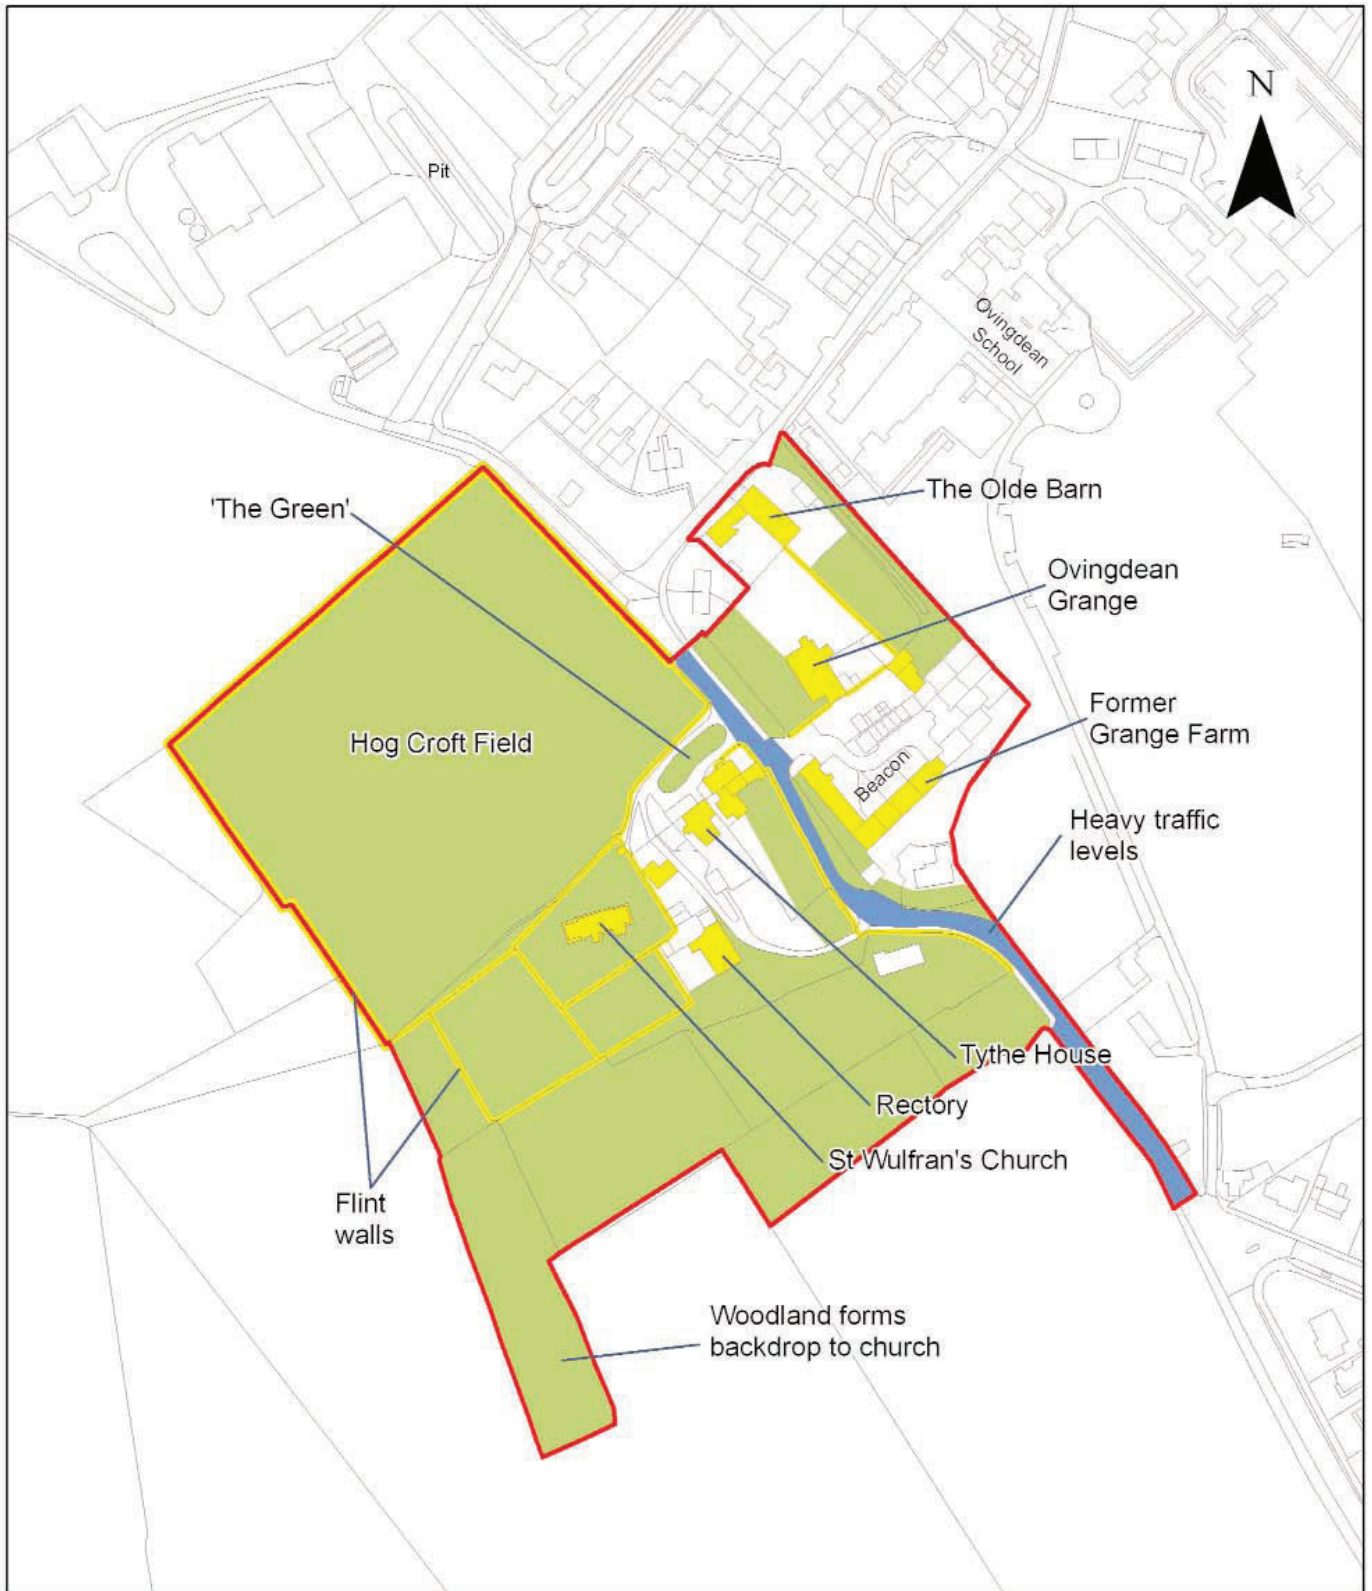 N
Pit
Ovingdean
School
The Olde Barn
'The Green'
Ovingdean
Grange
Former
Grange Farm
Hog Croft Field
Beacon
Heavy traffic
levels
Tythe House
Rectory
St Wulfran's Church
Flint
walls
Woodland forms
backdrop to church